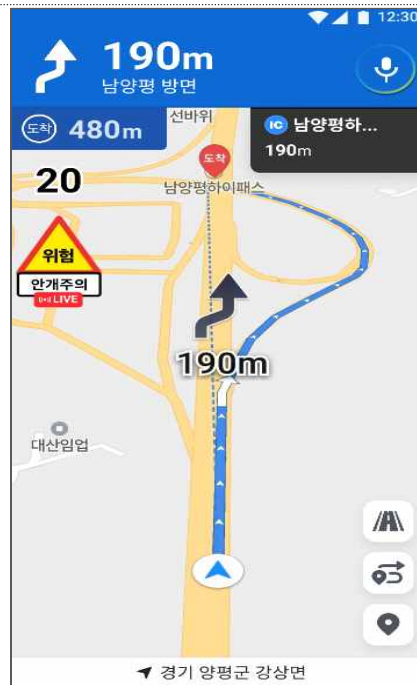 12:30
190m
남양평 방면
도착 480m
선바위
IC 남양평하...
190m
20
도착
남양평하이패스
위험
안개주의
LIVE
190m
대산임업
경기 양평군 강상면